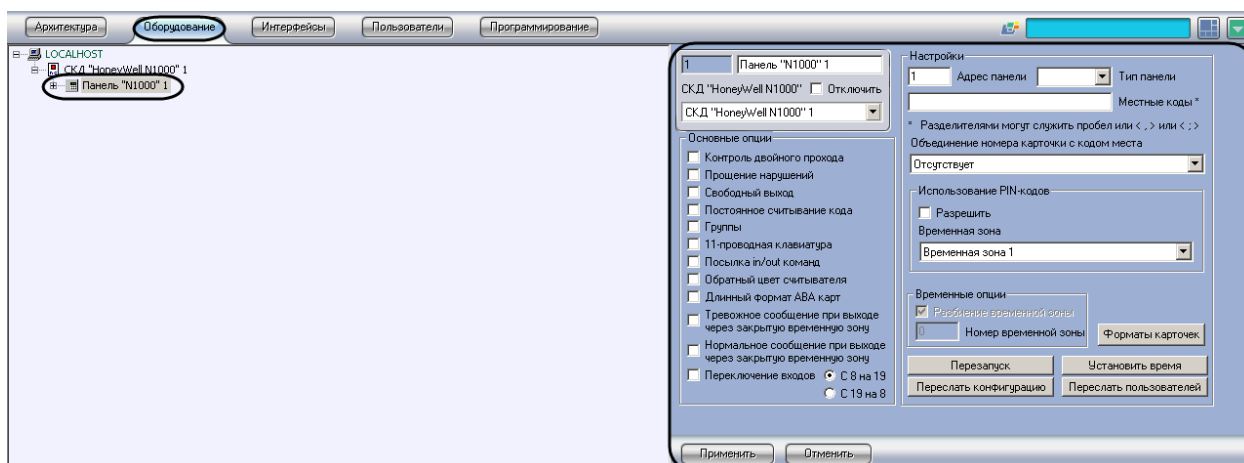 Архитектура Оборудование Интерфейсы Пользователи Программирование
LOCALHOST
СКД "HoneyWell N1000" 1
Панель "N1000" 1
1 Панель "N1000" 1
СКД "HoneyWell N1000" Отключить
СКД "HoneyWell N1000" 1
Основные опции
Контроль двойного прохода
Прощение нарушений
Свободный выход
Постоянное считывание кода
Группы
11-проводная клавиатура
Посылка in/out команд
Обратный цвет считывателя
Длинный формат ABA карт
Тревожное сообщение при выходе
через закрытую временную зону
Нормальное сообщение при выходе
через закрытую временную зону
Переключение входов С 8 на 19
С 19 на 8
Настройки
1 Адрес панели Тип панели
Местные коды *
* Разделителями могут служить пробел или < , > или < ; >
Объединение номера карточки с кодом места
Отсутствует
Использование PIN-кодов
Разрешить
Временная зона
Временная зона 1
Временные опции
Разбиение временной зоны
0 Номер временной зоны
Форматы карточек
Перезапуск Установить время
Переслать конфигурацию Переслать пользователей
Применить Отменить